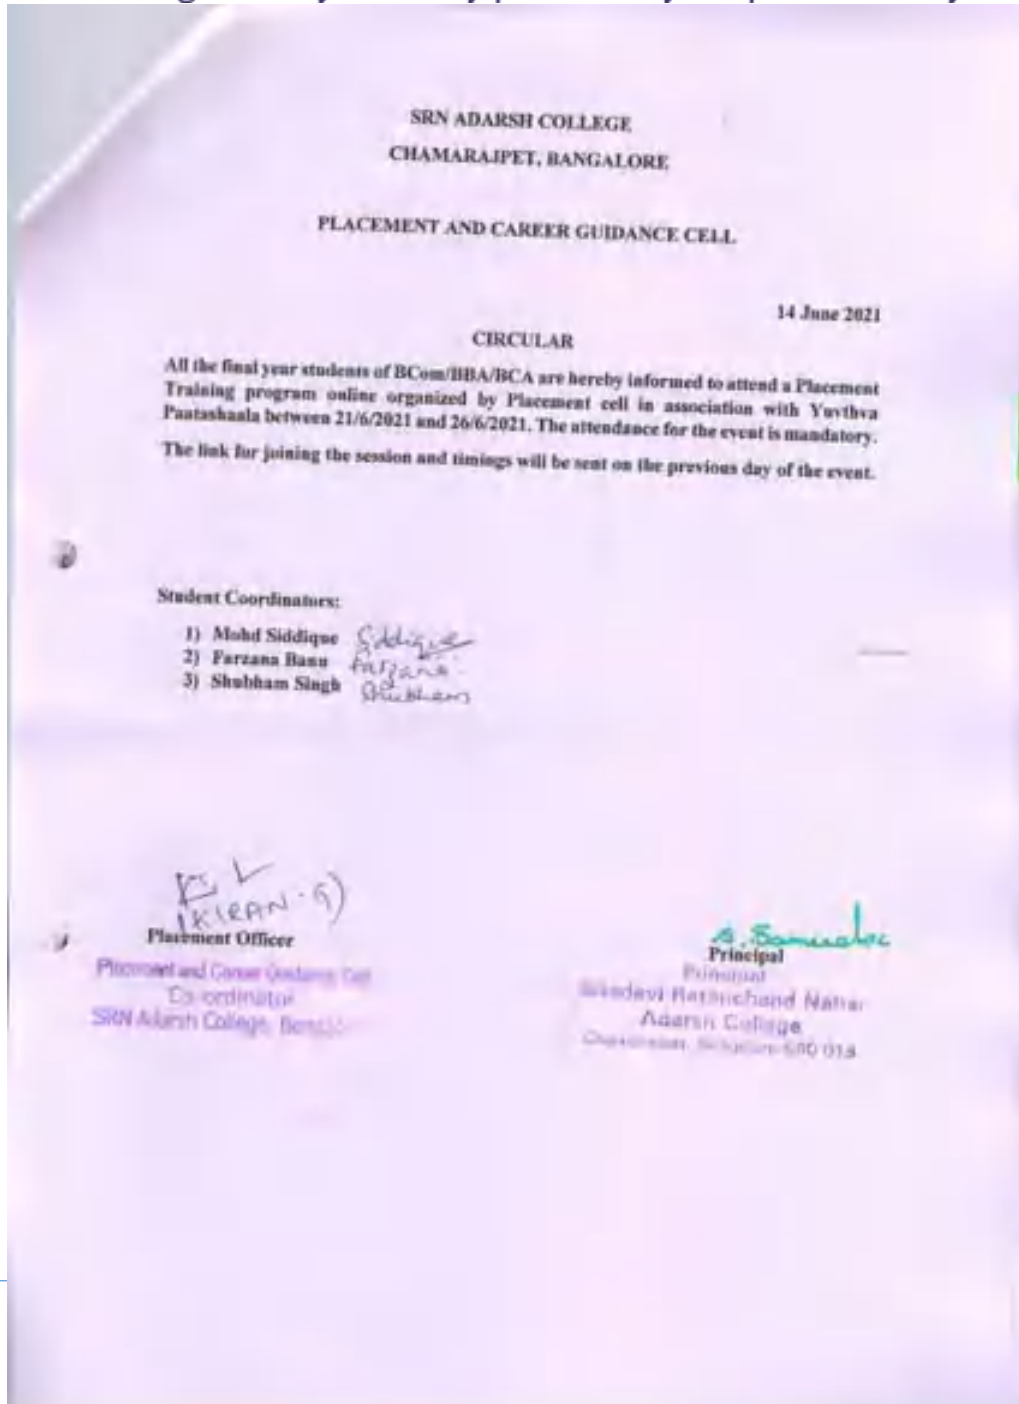 SRN ADARSH COLLEGE
CHAMARAJPET, BANGALORE
PLACEMENT AND CAREER GUIDANCE CELL
14 June 2021
CIRCULAR
All the final year students of BCom/BBA/BCA are hereby informed to attend a Placement
Training program online organized by Placement cell in association with Yuvthva
Paatashaala between 21/6/2021 and 26/6/2021. The attendance for the event is mandatory.
The link for joining the session and timings will be sent on the previous day of the event.
Student Coordinators:
1) Mohd Siddique Siddique
2) Farzana Banu Farzana
3) Shubham Singh Shubham
(KIRAN. G)
Placement Officer
Placement and Career Guidance Cell
Co-ordinator
SRN Adarsh College,
Principal
Principal
Nahar
Adarsh College